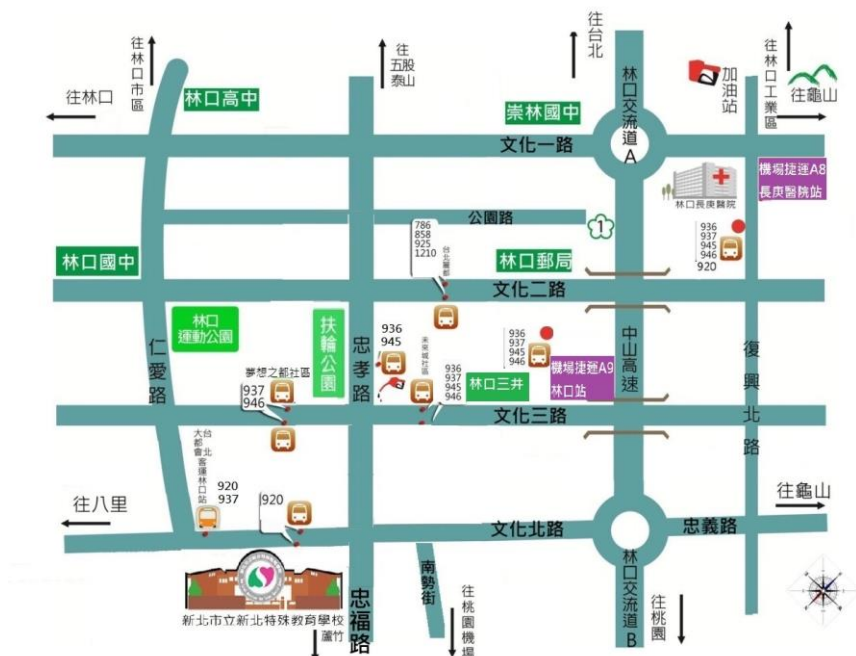 往林口市區
往五股泰山
往台北
往林口工業區
往林口
林口高中
崇林國中
林口交流道A
加油站
往龜山
文化一路
機場捷運A8
長庚醫院站
林口長庚醫院
公園路
1
786
858
925
1210
台北麗都
936
937
945
946
920
林口國中
林口郵局
文化二路
林口
運動公園
扶輪公園
忠孝路
仁愛路
936
945
未來城社區
936
937
945
946
936
937
945
946
林口三井
機場捷運A9
林口站
中山高速
復興北路
夢想之都社區
937
946
文化三路
台北
大都會客運林口站
920
937
920
往八里
文化北路
忠義路
往龜山
新北市立新北特殊教育學校
蘆竹
忠福路
南勢街
往桃園機場
林口交流道B
往桃園